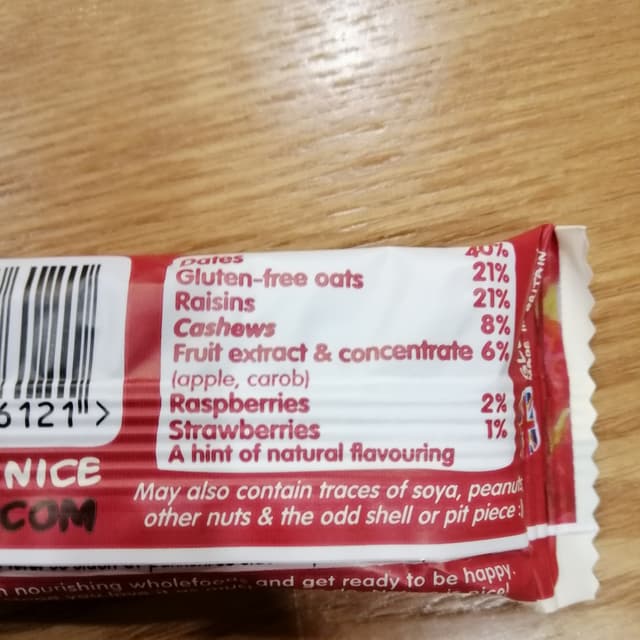 Dates 40%
Gluten-free oats 21%
Raisins 21%
Cashews 8%
Fruit extract & concentrate 6%
(apple, carob)
Raspberries 2%
Strawberries 1%
A hint of natural flavouring
6121 >
NICE
COM
May also contain traces of soya, peanuts
other nuts & the odd shell or pit piece :)
nourishing wholefoods and get ready to be happy.